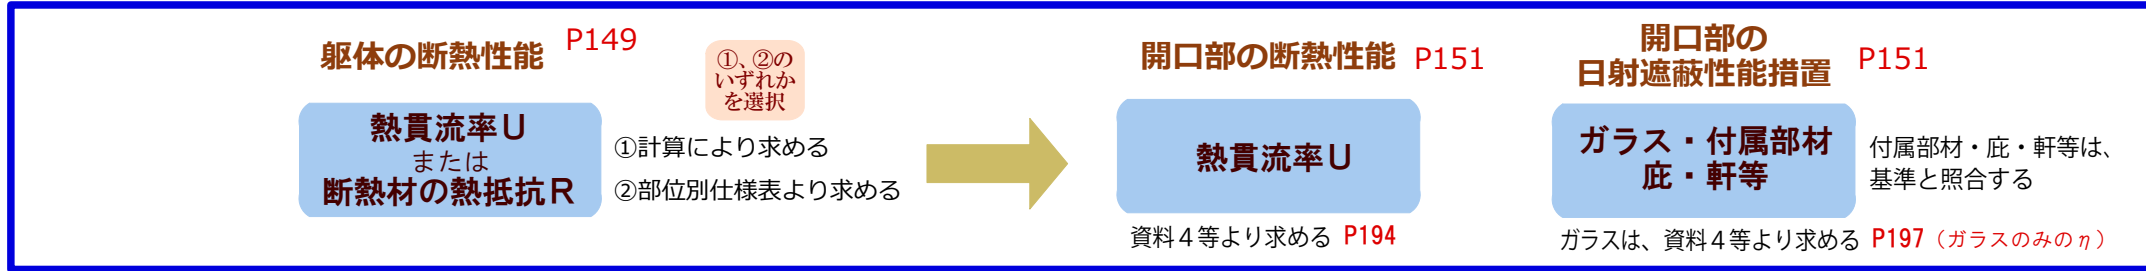 躯体の断熱性能 P149
①、②の
いずれか
を選択
熱貫流率U
または
断熱材の熱抵抗R
①計算により求める
②部位別仕様表より求める
開口部の断熱性能 P151
熱貫流率U
資料4等より求める P194
開口部の
日射遮蔽性能措置 P151
ガラス・付属部材
庇・軒等
付属部材・庇・軒等は、
基準と照合する
ガラスは、資料4等より求める P197(ガラスのみのη)